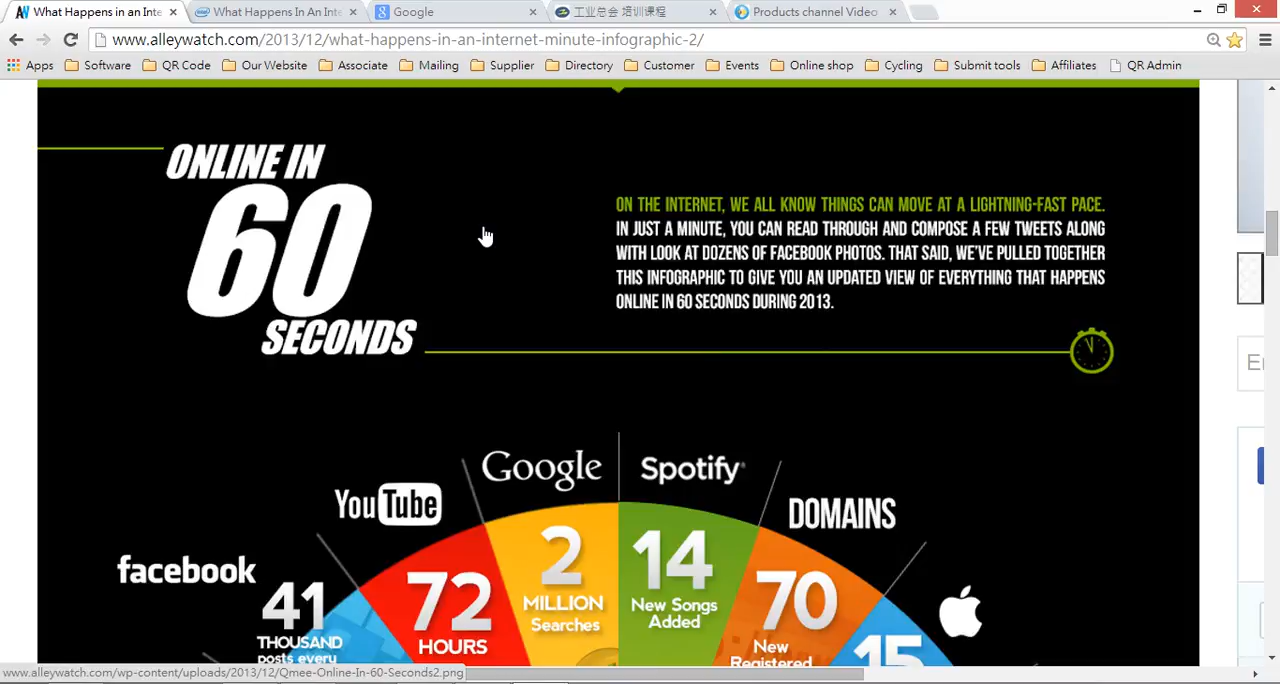 What Happens in an Inte
What Happens In An Inte
Google
工业总会 培训课程
Products channel Video
www.alleywatch.com/2013/12/what-happens-in-an-internet-minute-infographic-2/
Apps Software QR Code Our Website Associate Mailing Supplier Directory Customer Events Online shop Cycling Submit tools Affiliates QR Admin
ONLINE IN
60
SECONDS
ON THE INTERNET, WE ALL KNOW THINGS CAN MOVE AT A LIGHTNING-FAST PACE.
IN JUST A MINUTE, YOU CAN READ THROUGH AND COMPOSE A FEW TWEETS ALONG
WITH LOOK AT DOZENS OF FACEBOOK PHOTOS. THAT SAID, WE'VE PULLED TOGETHER
THIS INFOGRAPHIC TO GIVE YOU AN UPDATED VIEW OF EVERYTHING THAT HAPPENS
ONLINE IN 60 SECONDS DURING 2013.
facebook
41
THOUSAND
posts every
YouTube
72
HOURS
Google
2
MILLION
Searches
Spotify
14
New Songs
Added
DOMAINS
70
New
Registered
15
www.alleywatch.com/wp-content/uploads/2013/12/Qmee-Online-In-60-Seconds2.png